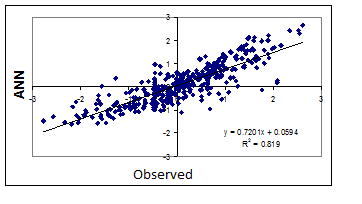 3
2
1
0
-3 -2 -1 0 1 2 3
-1
-2
-3
ANN
y = 0.7201x + 0.0594
R² = 0.819
Observed